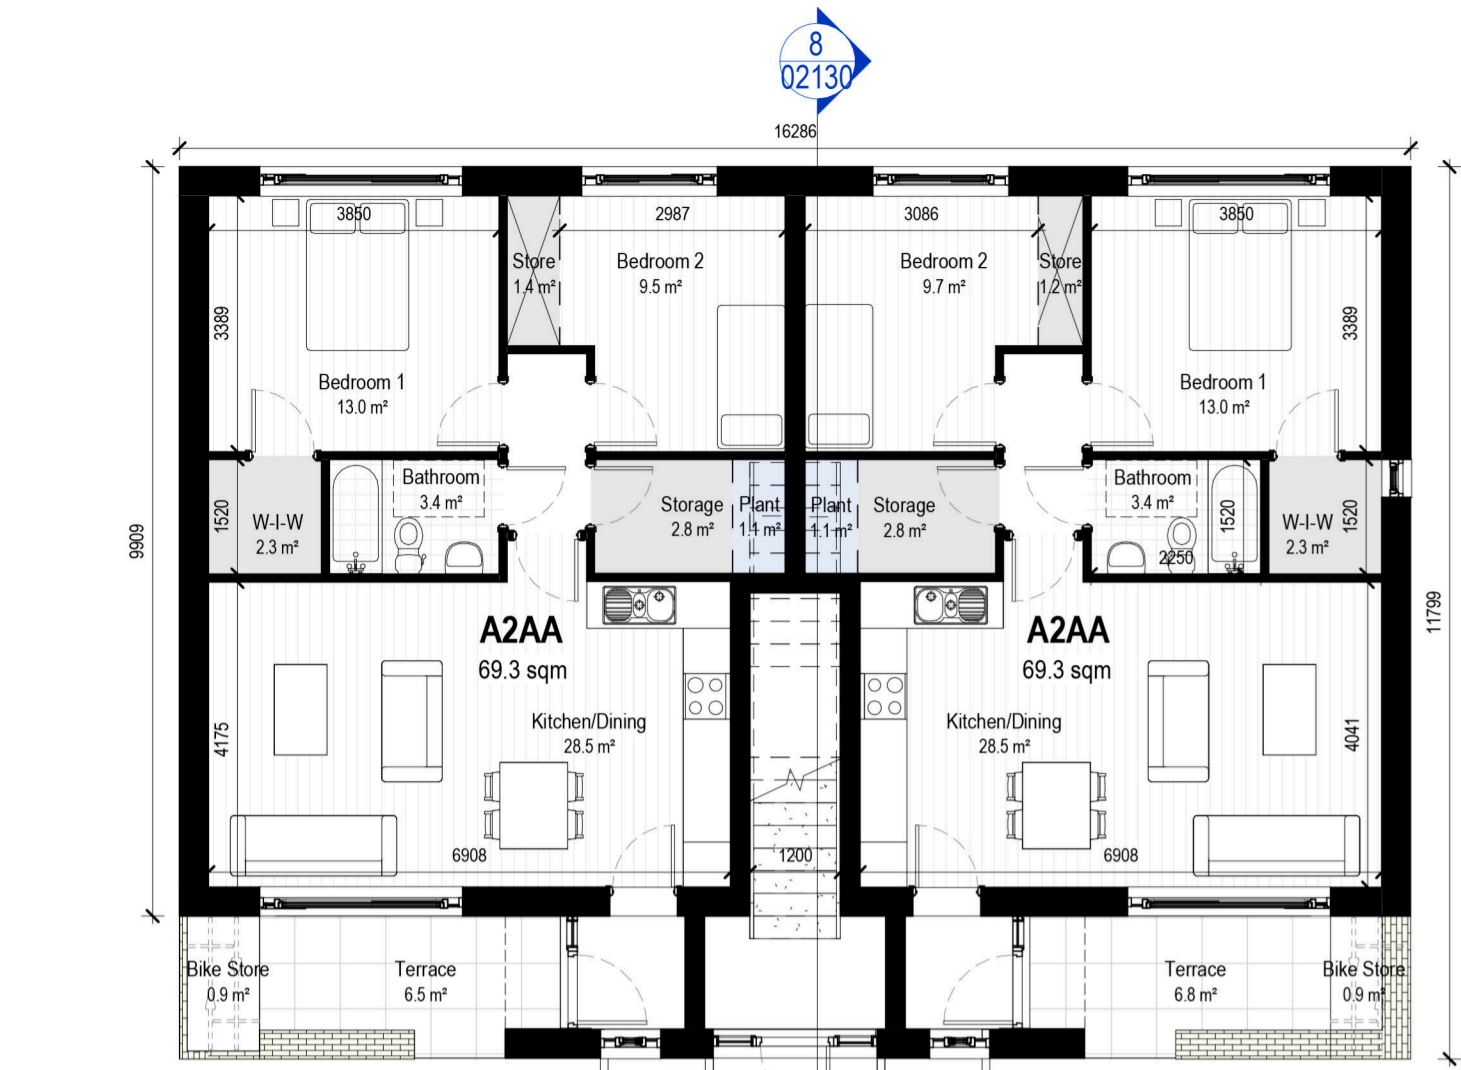 8
02130
16286
3850
2987
3086
3850
Store
1.4 m²
Bedroom 2
9.5 m²
Bedroom 2
9.7 m²
Store
1.2 m²
3389
3389
Bedroom 1
13.0 m²
Bedroom 1
13.0 m²
9909
11799
1520
W-I-W
2.3 m²
Bathroom
3.4 m²
Storage
2.8 m²
Plant
1.1 m²
Plant
1.1 m²
Storage
2.8 m²
Bathroom
3.4 m²
2250
1520
W-I-W
2.3 m²
1520
A2AA
69.3 sqm
A2AA
69.3 sqm
4175
Kitchen/Dining
28.5 m²
Kitchen/Dining
28.5 m²
4041
6908
1200
6908
Bike Store
0.9 m²
Terrace
6.5 m²
Terrace
6.8 m²
Bike Store
0.9 m²